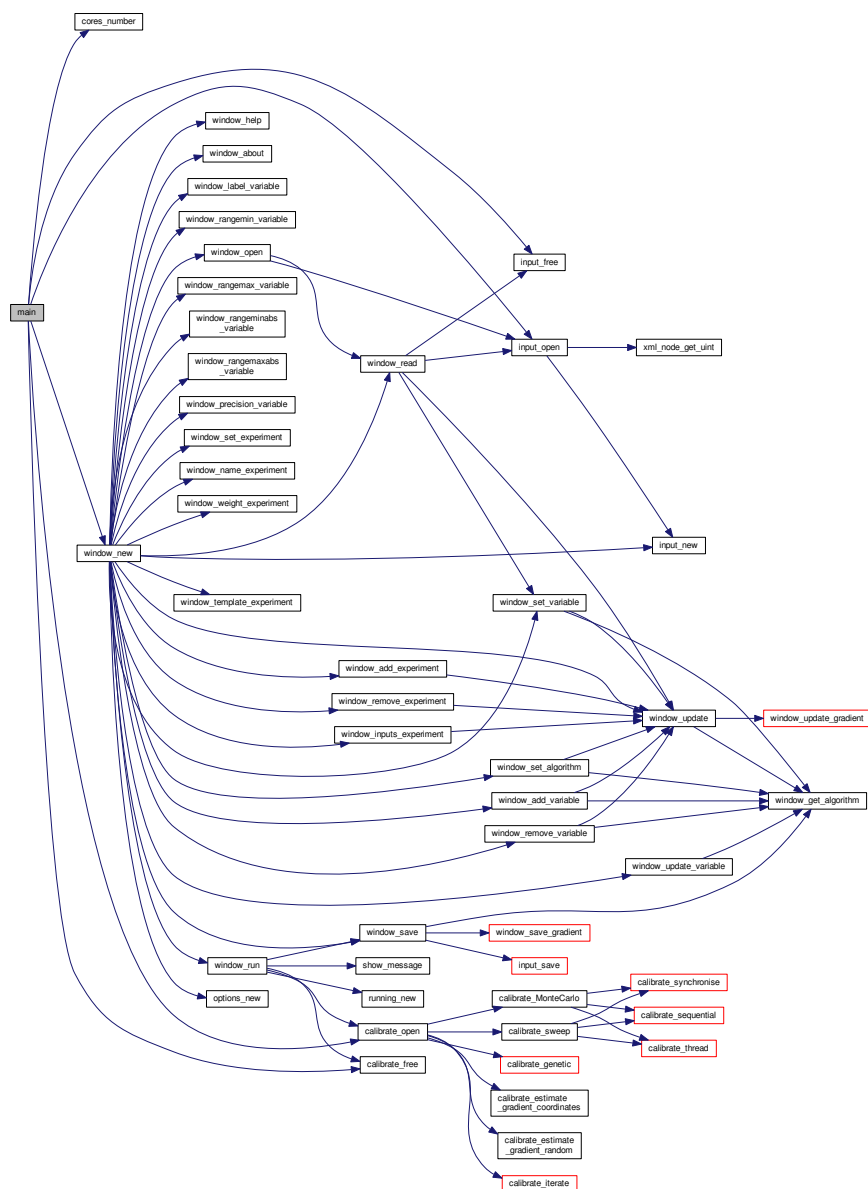 cores_number
window_help
window_about
window_label_variable
window_rangemin_variable
window_open
input_free
window_rangemax_variable
main
window_rangeminabs
_variable
input_open
xml_node_get_uint
window_read
window_rangemaxabs
_variable
window_precision_variable
window_set_experiment
window_name_experiment
window_weight_experiment
input_new
window_new
window_template_experiment
window_set_variable
window_add_experiment
window_remove_experiment
window_update
window_update_gradient
window_inputs_experiment
window_set_algorithm
window_add_variable
window_get_algorithm
window_remove_variable
window_update_variable
window_save
window_save_gradient
window_run
show_message
input_save
calibrate_synchronise
options_new
running_new
calibrate_MonteCarlo
calibrate_sequential
calibrate_open
calibrate_sweep
calibrate_thread
calibrate_free
calibrate_genetic
calibrate_estimate
_gradient_coordinates
calibrate_estimate
_gradient_random
calibrate_iterate